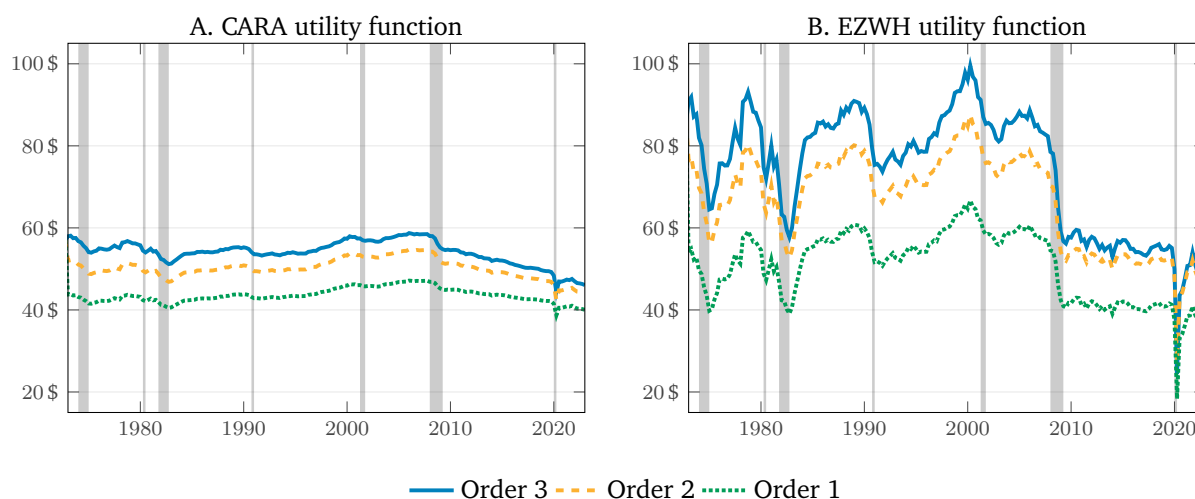 A. CARA utility function
B. EZWH utility function
100 $
80 $
60 $
40 $
20 $
1980 1990 2000 2010 2020
100 $
80 $
60 $
40 $
20 $
1980 1990 2000 2010 2020
Order 3 Order 2 Order 1